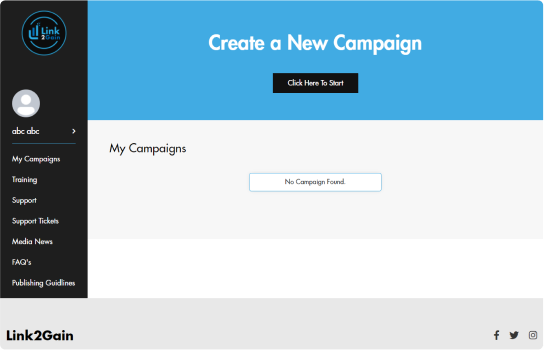 Link
2Gain
abc abc
My Campaigns
Training
Support
Support Tickets
Media News
FAQ's
Publishing Guidlines
Create a New Campaign
Click Here To Start
My Campaigns
No Campaign Found.
Link2Gain